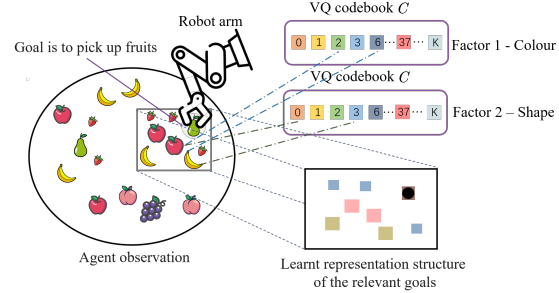 Robot arm
Goal is to pick up fruits
VQ codebook C
0 1 2 3 6 ··· 37 ··· K
Factor 1 - Colour
VQ codebook C
0 1 2 3 6 ··· 37 ··· K
Factor 2 – Shape
Agent observation
Learnt representation structure
of the relevant goals